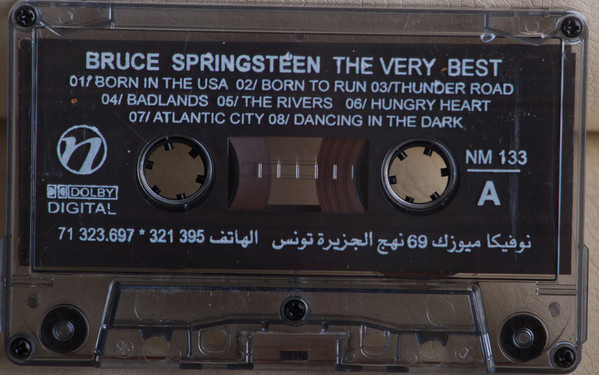 BRUCE SPRINGSTEEN THE VERY BEST
01/ BORN IN THE USA 02/ BORN TO RUN 03/THUNDER ROAD
04/ BADLANDS 05/ THE RIVERS 06/ HUNGRY HEART
07/ ATLANTIC CITY 08/ DANCING IN THE DARK
n
NM 133
A
DOLBY
DIGITAL
نوفيكا ميوزك 69 نهج الجزيرة تونس الهاتف 395 321 * 71 323.697